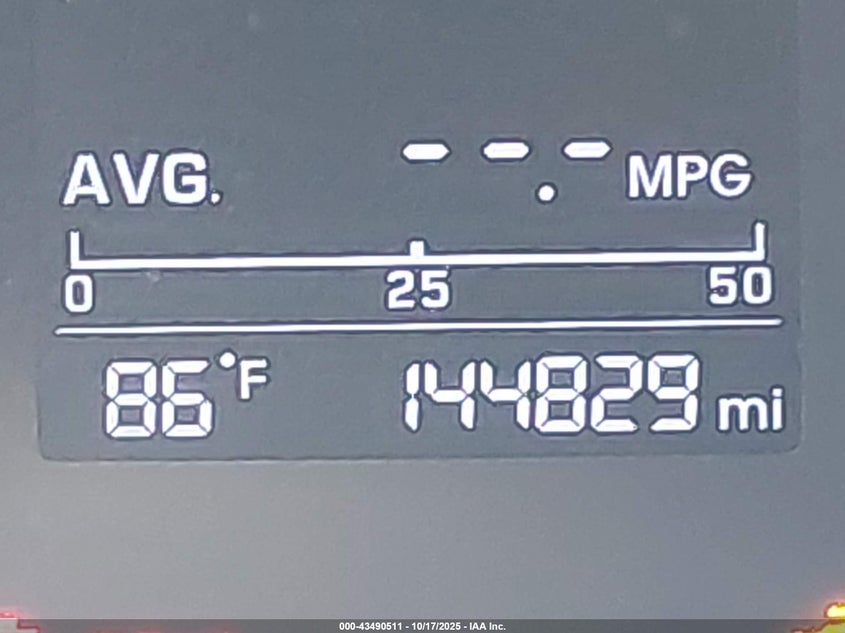 AVG. --.- MPG
0 25 50
86°F 144829 mi
000-43490511 - 10/17/2025 - IAA Inc.